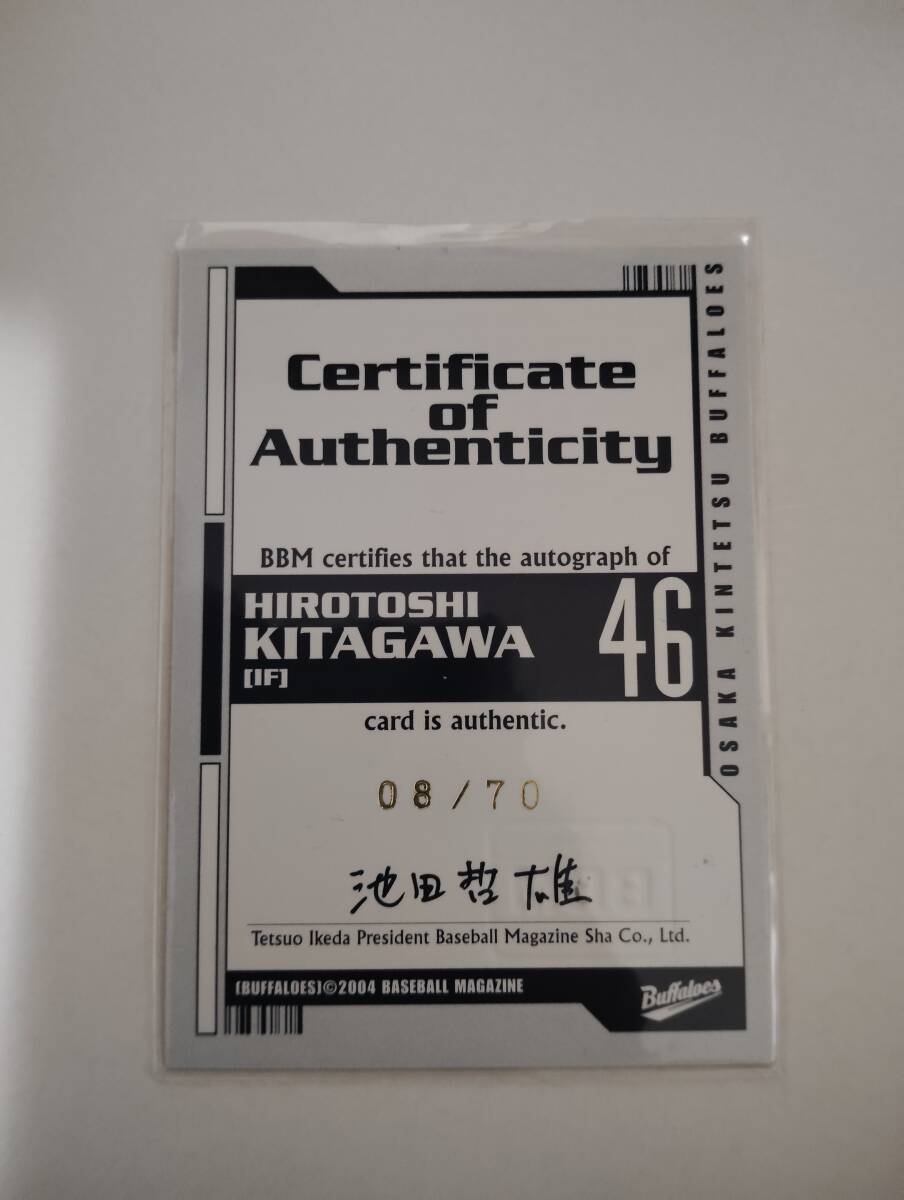 Certificate
of
Authenticity
BBM certifies that the autograph of
HIROTOSHI
KITAGAWA
[IF]
46
card is authentic.
08/70
池田哲雄
Tetsuo Ikeda President Baseball Magazine Sha Co., Ltd.
[BUFFALOES]©2004 BASEBALL MAGAZINE
Buffaloes
OSAKA KINTETSU BUFFALOES